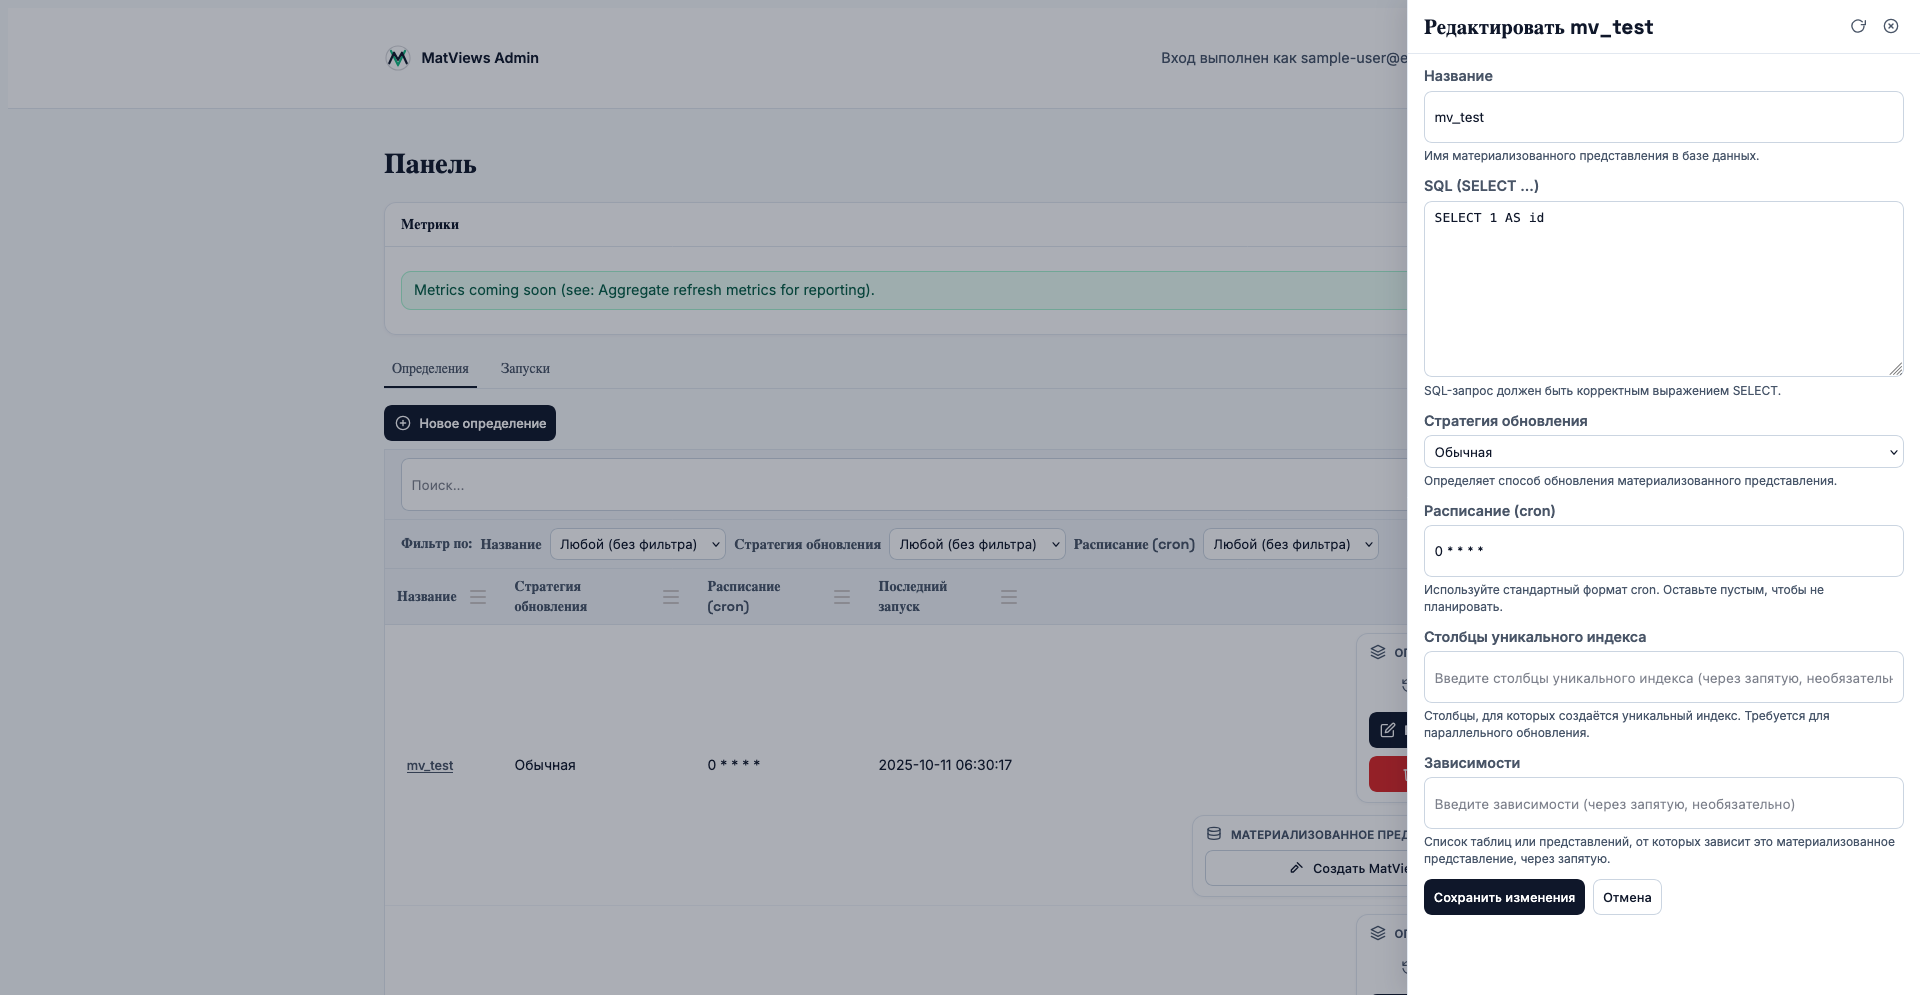 MatViews Admin
Вход выполнен как sample-user@e
Панель
Метрики
Metrics coming soon (see: Aggregate refresh metrics for reporting).
Определения
Запуски
Новое определение
Поиск...
Фильтр по:
Название
Любой (без фильтра)
Стратегия обновления
Любой (без фильтра)
Расписание (cron)
Любой (без фильтра)
Название
Стратегия
обновления
Расписание
(cron)
Последний
запуск
mv_test
Обычная
0 * * * *
2025-10-11 06:30:17
МАТЕРИАЛИЗОВАННОЕ ПРЕД
Создать MatVie
Редактировать mv_test
Название
mv_test
Имя материализованного представления в базе данных.
SQL (SELECT ...)
SELECT 1 AS id
SQL-запрос должен быть корректным выражением SELECT.
Стратегия обновления
Обычная
Определяет способ обновления материализованного представления.
Расписание (cron)
0 * * * *
Используйте стандартный формат cron. Оставьте пустым, чтобы не
планировать.
Столбцы уникального индекса
Введите столбцы уникального индекса (через запятую, необязательн
Столбцы, для которых создаётся уникальный индекс. Требуется для
параллельного обновления.
Зависимости
Введите зависимости (через запятую, необязательно)
Список таблиц или представлений, от которых зависит это материализованное
представление, через запятую.
Сохранить изменения
Отмена